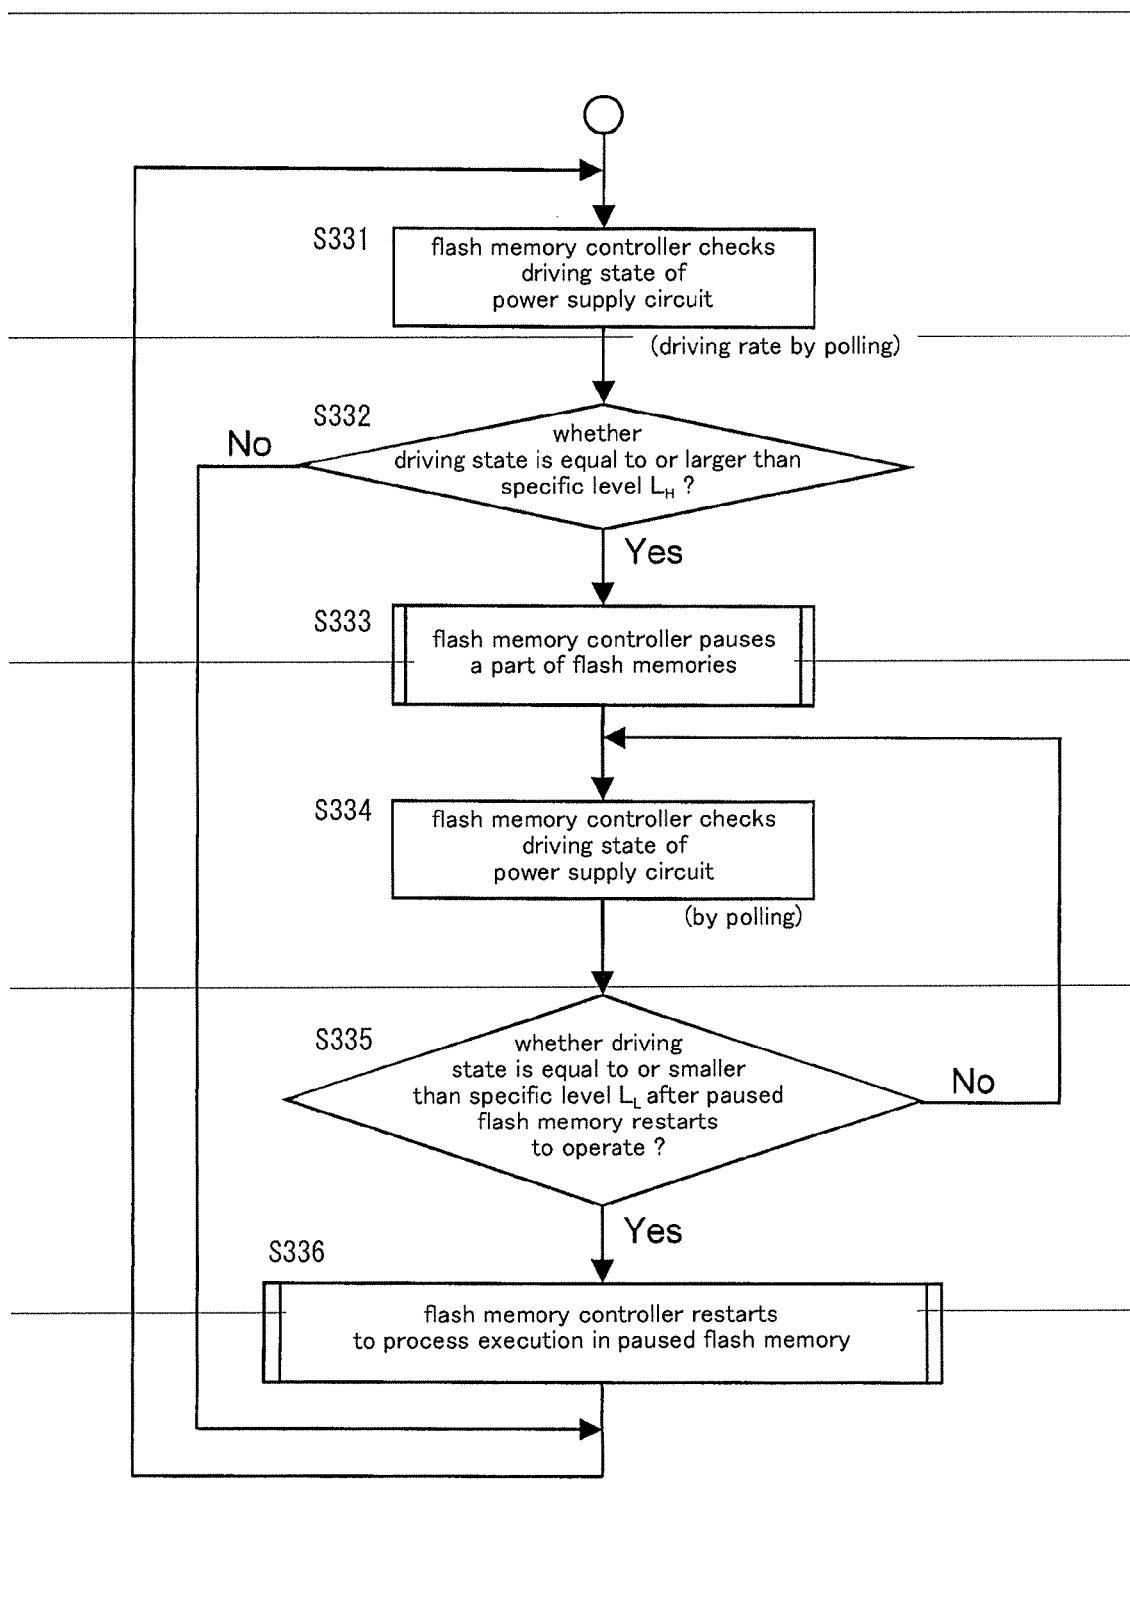 S331
flash memory controller checks
driving state of
power supply circuit
(driving rate by polling)
S332
No
whether
driving state is equal to or larger than
specific level LH ?
Yes
S333
flash memory controller pauses
a part of flash memories
S334
flash memory controller checks
driving state of
power supply circuit
(by polling)
S335
whether driving
state is equal to or smaller
than specific level LL after paused
flash memory restarts
to operate ?
No
Yes
S336
flash memory controller restarts
to process execution in paused flash memory